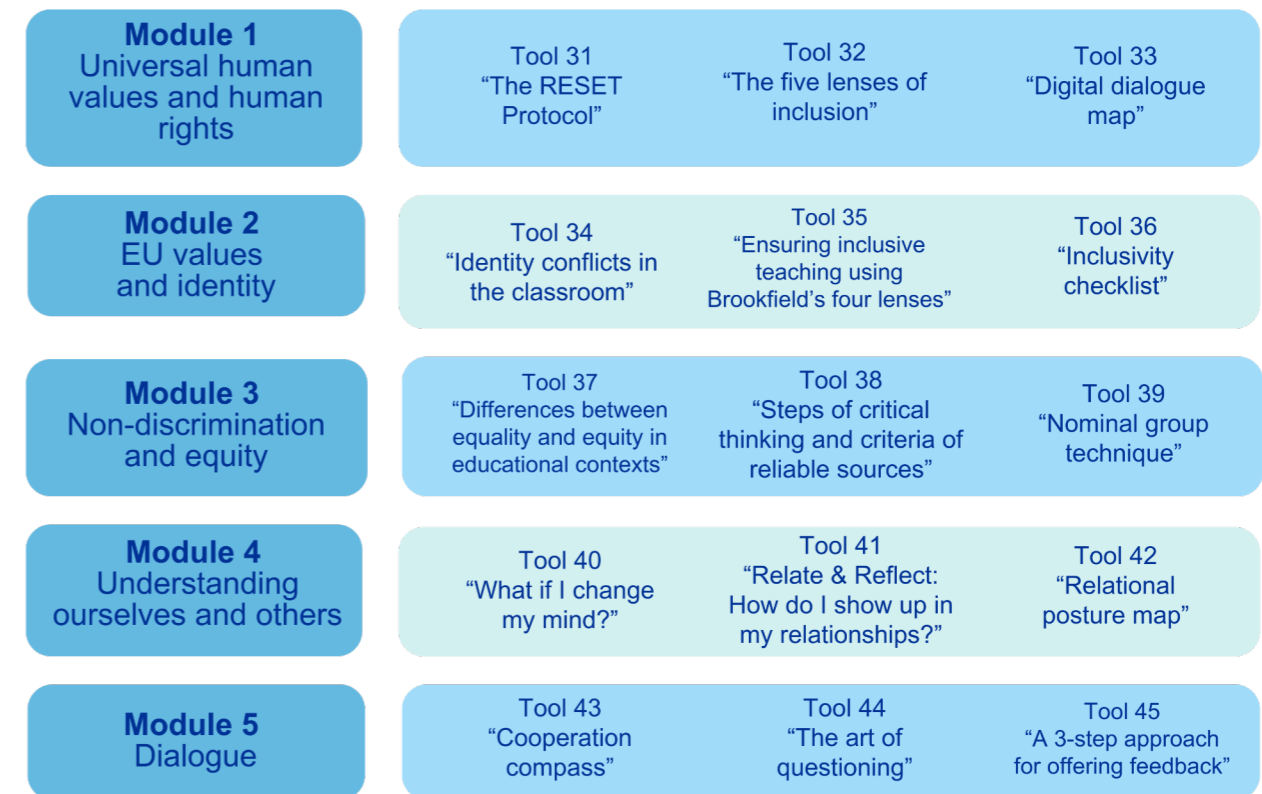 Module 1
Universal human
values and human
rights
Tool 31
“The RESET
Protocol”
Tool 32
“The five lenses of
inclusion”
Tool 33
“Digital dialogue
map”
Module 2
EU values
and identity
Tool 34
“Identity conflicts in
the classroom”
Tool 35
“Ensuring inclusive
teaching using
Brookfield’s four lenses”
Tool 36
“Inclusivity
checklist”
Module 3
Non-discrimination
and equity
Tool 37
“Differences between
equality and equity in
educational contexts”
Tool 38
“Steps of critical
thinking and criteria of
reliable sources”
Tool 39
“Nominal group
technique”
Module 4
Understanding
ourselves and others
Tool 40
“What if I change
my mind?”
Tool 41
“Relate & Reflect:
How do I show up in
my relationships?”
Tool 42
“Relational
posture map”
Module 5
Dialogue
Tool 43
“Cooperation
compass”
Tool 44
“The art of
questioning”
Tool 45
“A 3-step approach
for offering feedback”